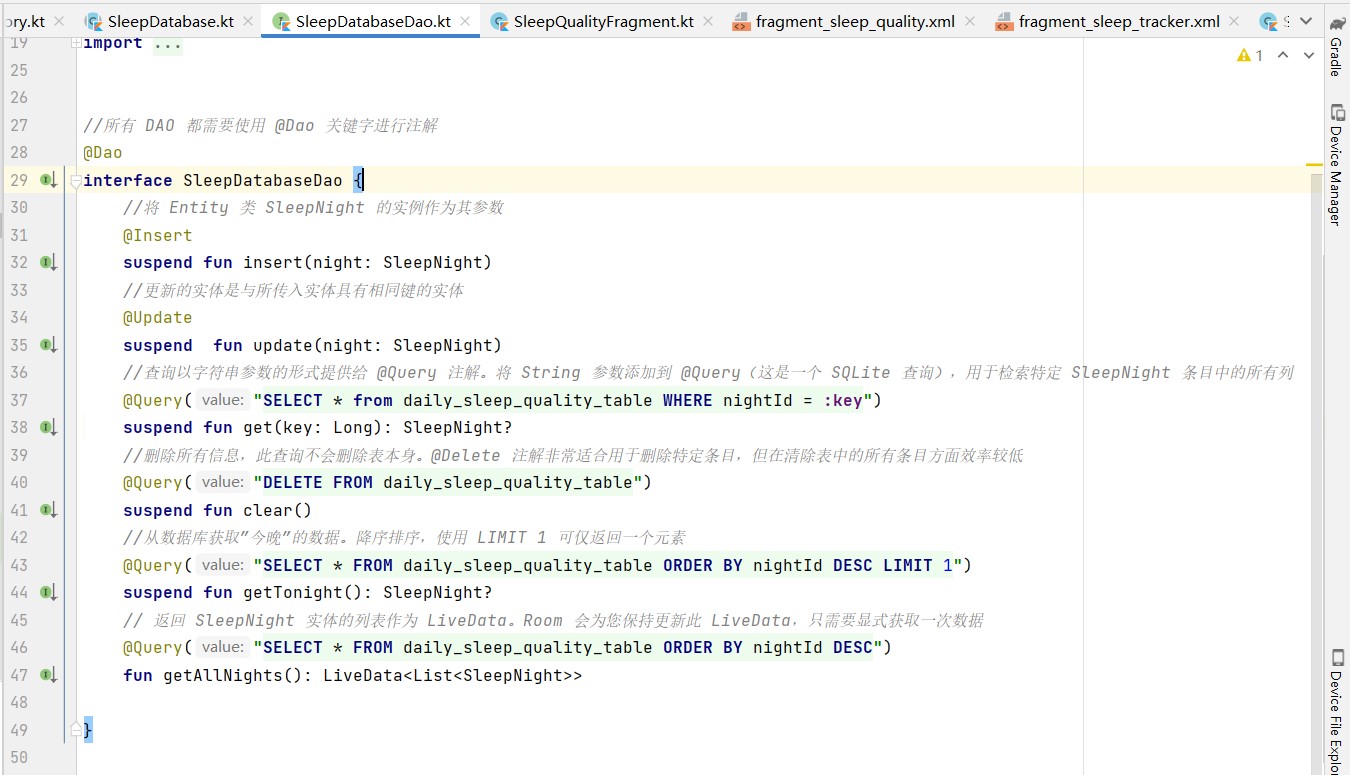 ory.kt SleepDatabase.kt SleepDatabaseDao.kt SleepQualityFragment.kt fragment_sleep_quality.xml fragment_sleep_tracker.xml
19 import ...
1
25
26
27 //所有 DAO 都需要使用 @Dao 关键字进行注解
28 @Dao
29 interface SleepDatabaseDao {
30 //将 Entity 类 SleepNight 的实例作为其参数
31 @Insert
32 suspend fun insert(night: SleepNight)
33 //更新的实体是与所传入实体具有相同键的实体
34 @Update
35 suspend  fun update(night: SleepNight)
36 //查询以字符串参数的形式提供给 @Query 注解。将 String 参数添加到 @Query（这是一个 SQLite 查询），用于检索特定 SleepNight 条目中的所有列
37 @Query( value: "SELECT * from daily_sleep_quality_table WHERE nightId = :key")
38 suspend fun get(key: Long): SleepNight?
39 //删除所有信息，此查询不会删除表本身。@Delete 注解非常适合用于删除特定条目，但在清除表中的所有条目方面效率较低
40 @Query( value: "DELETE FROM daily_sleep_quality_table")
41 suspend fun clear()
42 //从数据库获取”今晚”的数据。降序排序，使用 LIMIT 1 可仅返回一个元素
43 @Query( value: "SELECT * FROM daily_sleep_quality_table ORDER BY nightId DESC LIMIT 1")
44 suspend fun getTonight(): SleepNight?
45 // 返回 SleepNight 实体的列表作为 LiveData。Room 会为您保持更新此 LiveData，只需要显式获取一次数据
46 @Query( value: "SELECT * FROM daily_sleep_quality_table ORDER BY nightId DESC")
47 fun getAllNights(): LiveData<List<SleepNight>>
48
49 }
50
Gradle
Device Manager
Device File Explo